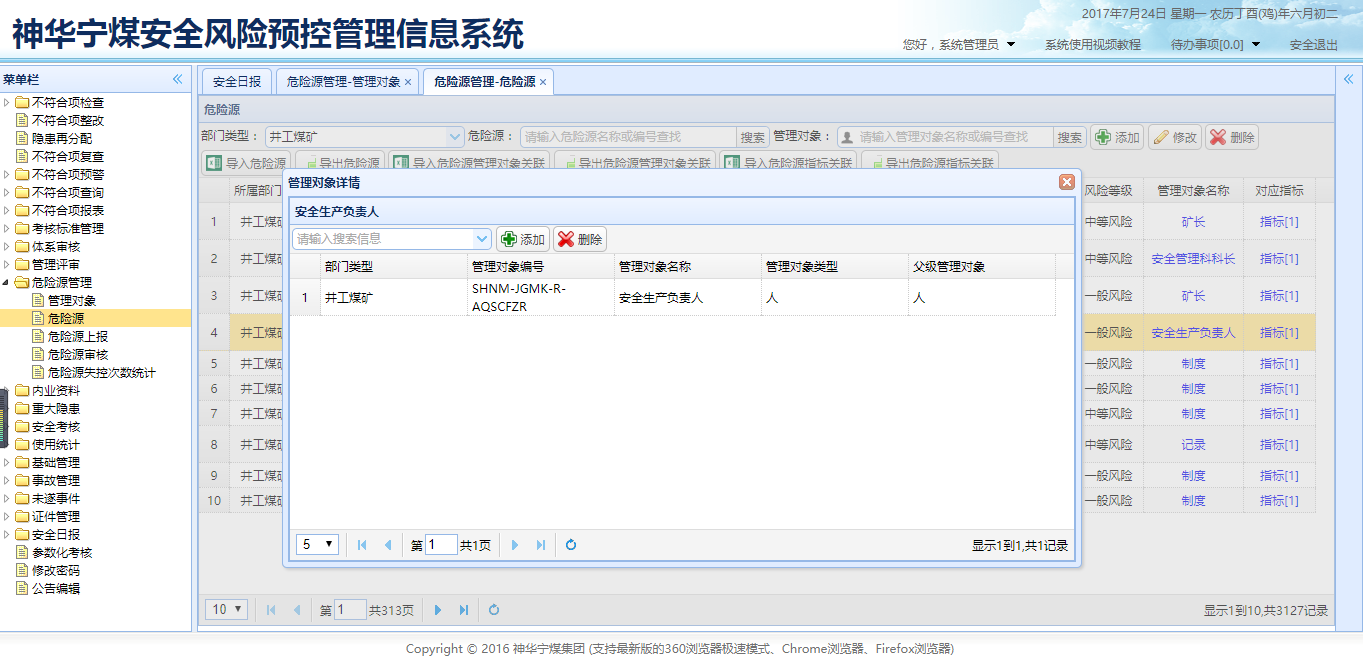 神华宁煤安全风险预控管理信息系统
2017年7月24日 星期一 农历丁酉(鸡)年六月初二
您好，系统管理员 系统使用视频教程 待办事项[0.0] 安全退出
菜单栏
不符合项检查
不符合项整改
隐患再分配
不符合项复查
不符合项预警
不符合项查询
不符合项报表
考核标准管理
体系审核
管理评审
危险源管理
管理对象
危险源
危险源上报
危险源审核
危险源失控次数统计
内业资料
重大隐患
安全考核
使用统计
基础管理
事故管理
未遂事件
证件管理
安全日报
参数化考核
修改密码
公告编辑
安全日报 危险源管理-管理对象 × 危险源管理-危险源 ×
危险源
部门类型： 井工煤矿 危险源： 请输入危险源名称或编号查找 搜索 管理对象： 请输入管理对象名称或编号查找 搜索 添加 修改 删除
导入危险源 导出危险源 导入危险源管理对象关联 导出危险源管理对象关联 导入危险源指标关联 导出危险源指标关联
所属部门 风险等级 管理对象名称 对应指标
1 井工煤矿 中等风险 矿长 指标[1]
2 井工煤矿 中等风险 安全管理科科长 指标[1]
3 井工煤矿 一般风险 矿长 指标[1]
4 井工煤矿 一般风险 安全生产负责人 指标[1]
5 井工煤矿 一般风险 制度 指标[1]
6 井工煤矿 一般风险 制度 指标[1]
7 井工煤矿 中等风险 制度 指标[1]
8 井工煤矿 中等风险 记录 指标[1]
9 井工煤矿 一般风险 制度 指标[1]
10 井工煤矿 一般风险 制度 指标[1]
管理对象详情
安全生产负责人
请输入搜索信息 添加 删除
部门类型 管理对象编号 管理对象名称 管理对象类型 父级管理对象
1 井工煤矿 SHNM-JGMK-R-
AQSCFZR 安全生产负责人 人 人
5 第 1 共1页 显示1到1,共1记录
10 第 1 共313页 显示1到10,共3127记录
Copyright © 2016 神华宁煤集团 (支持最新版的360浏览器极速模式、Chrome浏览器、Firefox浏览器)